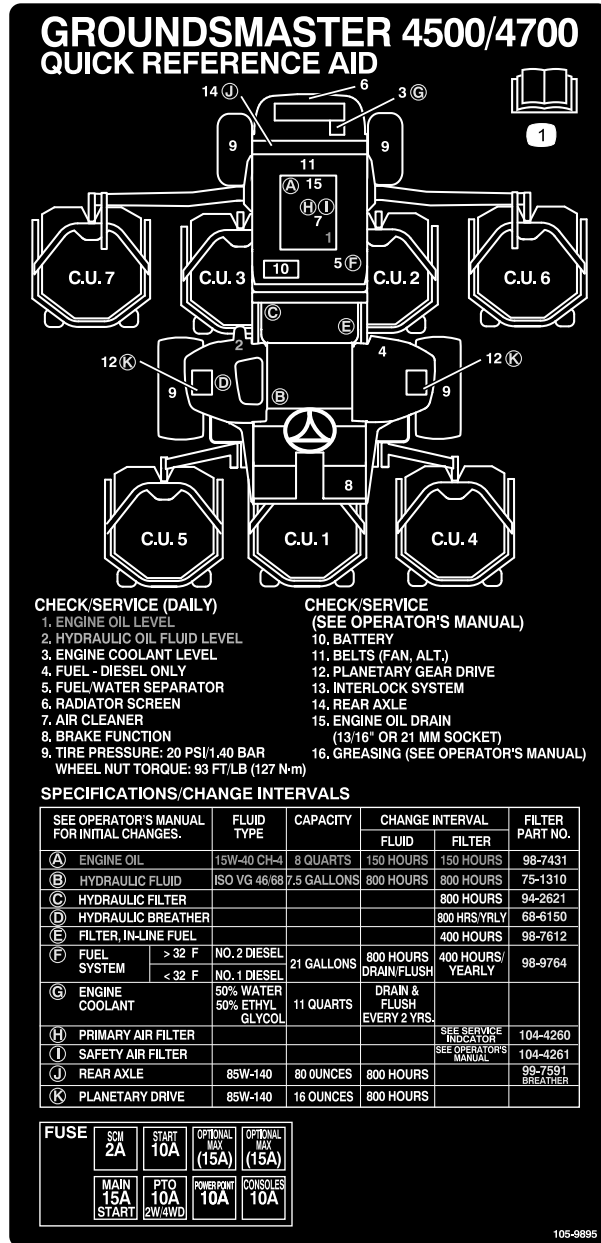 GROUNDSMASTER 4500/4700
QUICK REFERENCE AID
1
6
14 J
3 G
9
9
11
A 15
H I
7
1
10
5 F
C.U. 7
C.U. 3
C.U. 2
C.U. 6
C
E
2
4
12 K
12 K
D
9
9
B
8
C.U. 5
C.U. 1
C.U. 4
CHECK/SERVICE (DAILY)
1. ENGINE OIL LEVEL
2. HYDRAULIC OIL FLUID LEVEL
3. ENGINE COOLANT LEVEL
4. FUEL - DIESEL ONLY
5. FUEL/WATER SEPARATOR
6. RADIATOR SCREEN
7. AIR CLEANER
8. BRAKE FUNCTION
9. TIRE PRESSURE: 20 PSI/1.40 BAR
WHEEL NUT TORQUE: 93 FT/LB (127 N·m)
CHECK/SERVICE
(SEE OPERATOR'S MANUAL)
10. BATTERY
11. BELTS (FAN, ALT.)
12. PLANETARY GEAR DRIVE
13. INTERLOCK SYSTEM
14. REAR AXLE
15. ENGINE OIL DRAIN
(13/16" OR 21 MM SOCKET)
16. GREASING (SEE OPERATOR'S MANUAL)
SPECIFICATIONS/CHANGE INTERVALS
SEE OPERATOR'S MANUAL FOR INITIAL CHANGES. FLUID TYPE CAPACITY CHANGE INTERVAL FILTER PART NO.
FLUID FILTER
A ENGINE OIL 15W-40 CH-4 8 QUARTS 150 HOURS 150 HOURS 98-7431
B HYDRAULIC FLUID ISO VG 46/68 7.5 GALLONS 800 HOURS 800 HOURS 75-1310
C HYDRAULIC FILTER 800 HOURS 94-2621
D HYDRAULIC BREATHER 800 HRS/YRLY 68-6150
E FILTER, IN-LINE FUEL 400 HOURS 98-7612
F FUEL SYSTEM > 32 F NO. 2 DIESEL 21 GALLONS 800 HOURS DRAIN/FLUSH 400 HOURS/ YEARLY 98-9764
< 32 F NO. 1 DIESEL
G ENGINE COOLANT 50% WATER 50% ETHYL GLYCOL 11 QUARTS DRAIN & FLUSH EVERY 2 YRS.
H PRIMARY AIR FILTER SEE SERVICE INDCATOR 104-4260
I SAFETY AIR FILTER SEE OPERATOR'S MANUAL 104-4261
J REAR AXLE 85W-140 80 OUNCES 800 HOURS 99-7591 BREATHER
K PLANETARY DRIVE 85W-140 16 OUNCES 800 HOURS
FUSE
SCM 2A
START 10A
OPTIONAL MAX (15A)
OPTIONAL MAX (15A)
MAIN 15A START
PTO 10A 2W/4WD
POWER POINT 10A
CONSOLES 10A
105-9895